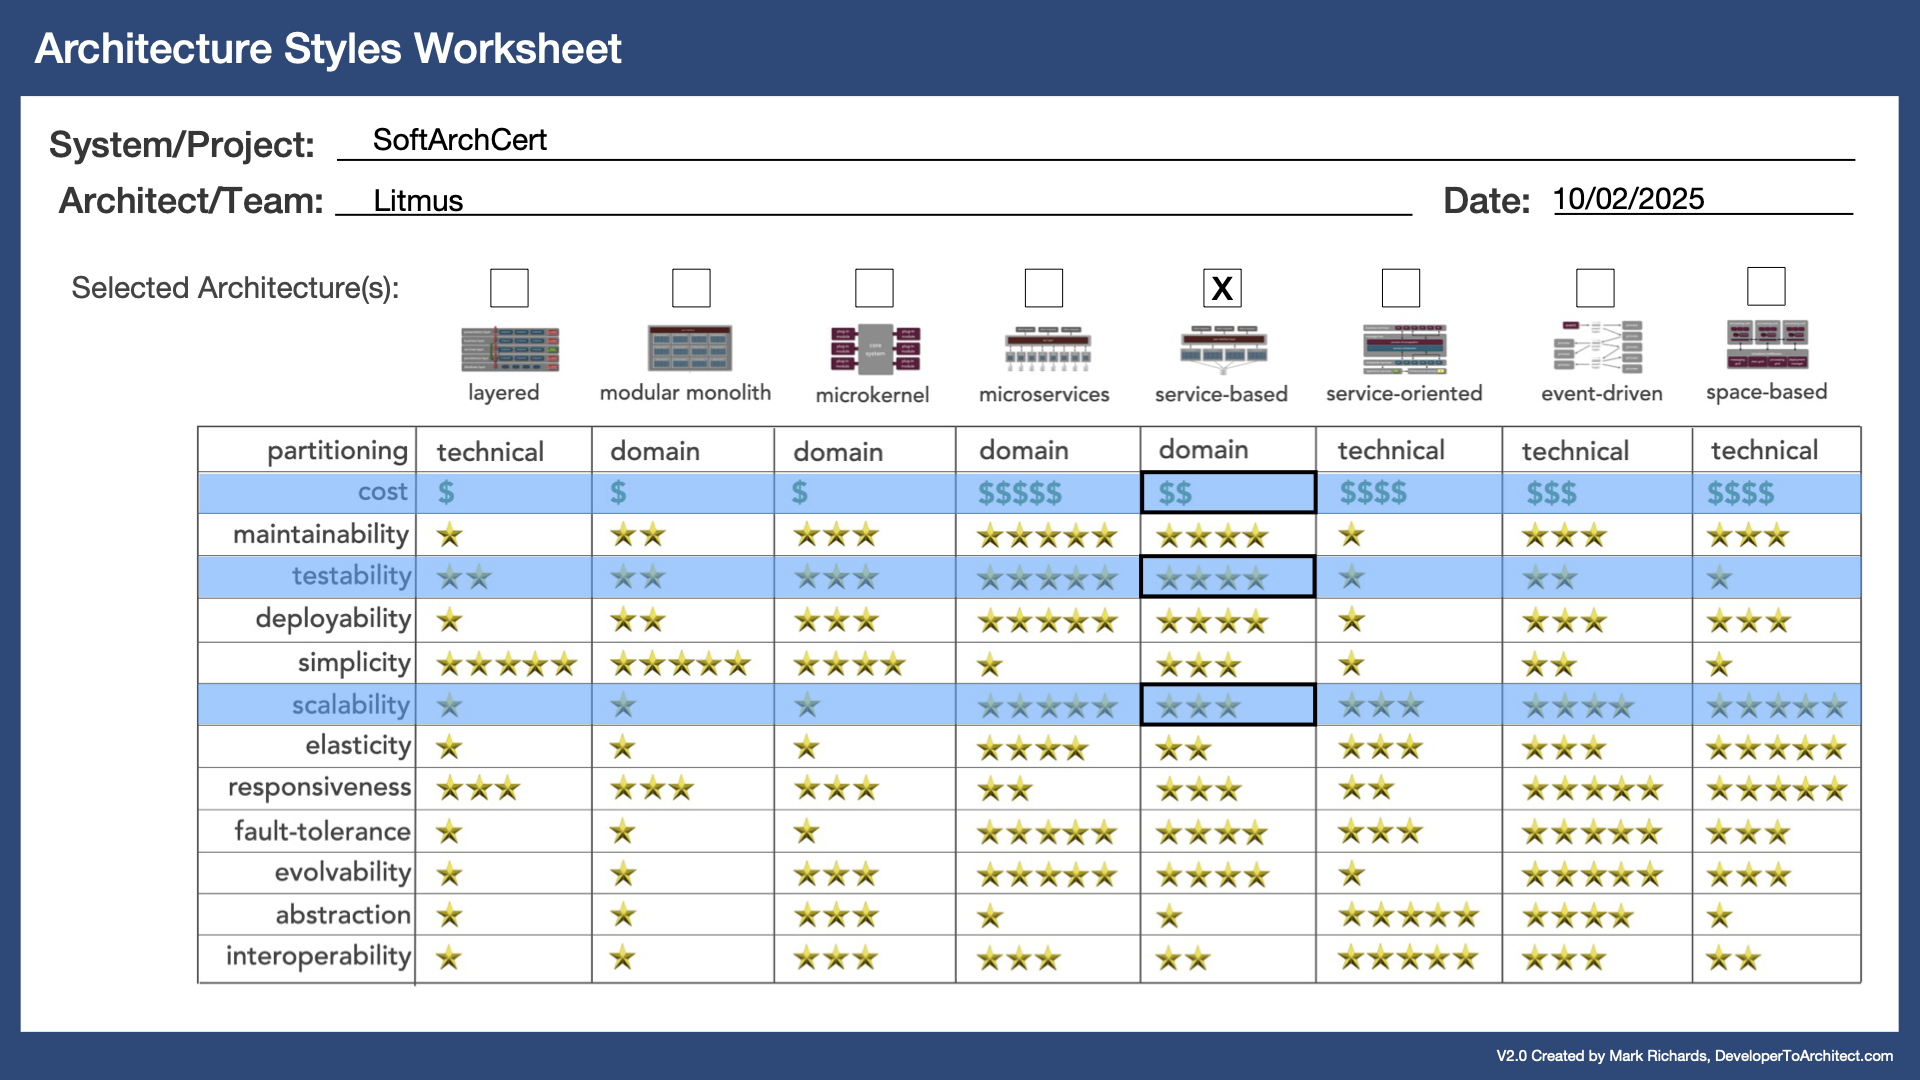 Architecture Styles Worksheet
System/Project: SoftArchCert
Architect/Team: Litmus Date: 10/02/2025
Selected Architecture(s): X
core system
layered modular monolith microkernel microservices service-based service-oriented event-driven space-based
partitioning technical domain domain domain domain technical technical technical
cost $ $ $ $$$$$ $$ $$$$ $$$ $$$$
maintainability ★ ★★ ★★★ ★★★★★ ★★★★ ★ ★★★ ★★★
testability ★★ ★★ ★★★ ★★★★★ ★★★★ ★ ★★ ★
deployability ★ ★★ ★★★ ★★★★★ ★★★★ ★ ★★★ ★★★
simplicity ★★★★★ ★★★★★ ★★★★ ★ ★★★ ★ ★★ ★
scalability ★ ★ ★ ★★★★★ ★★★ ★★★ ★★★★ ★★★★★
elasticity ★ ★ ★ ★★★★ ★★ ★★★ ★★★ ★★★★★
responsiveness ★★★ ★★★ ★★★ ★★ ★★★ ★★ ★★★★★ ★★★★★
fault-tolerance ★ ★ ★ ★★★★★ ★★★★ ★★★ ★★★★★ ★★★
evolvability ★ ★ ★★★ ★★★★★ ★★★★ ★ ★★★★★ ★★★
abstraction ★ ★ ★★★ ★ ★ ★★★★★ ★★★★ ★
interoperability ★ ★ ★★★ ★★★ ★★ ★★★★★ ★★★ ★★
V2.0 Created by Mark Richards, DeveloperToArchitect.com